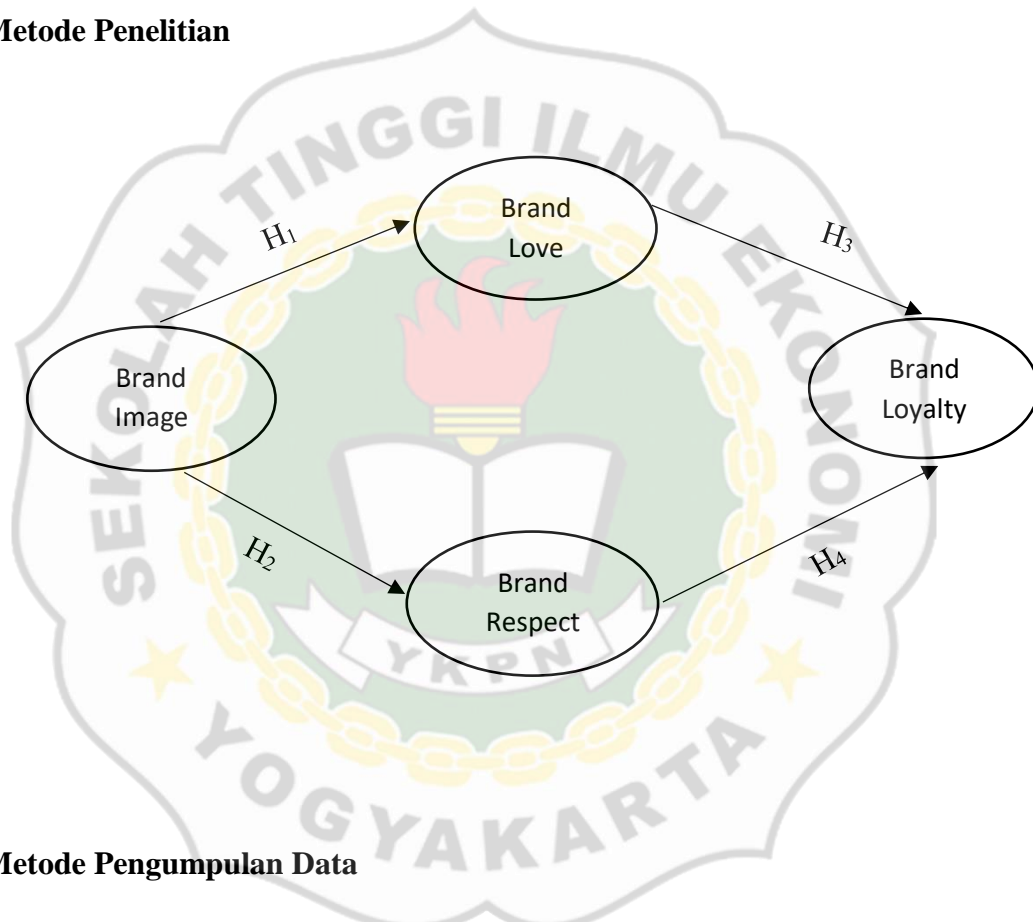 Metode Penelitian
SEKOLAH TINGGI ILMU EKONOMI
Brand
Love
H1
H3
Brand
Image
Brand
Loyalty
H2
H4
Brand
Respect
YKPN
YOGYAKARTA
Metode Pengumpulan Data